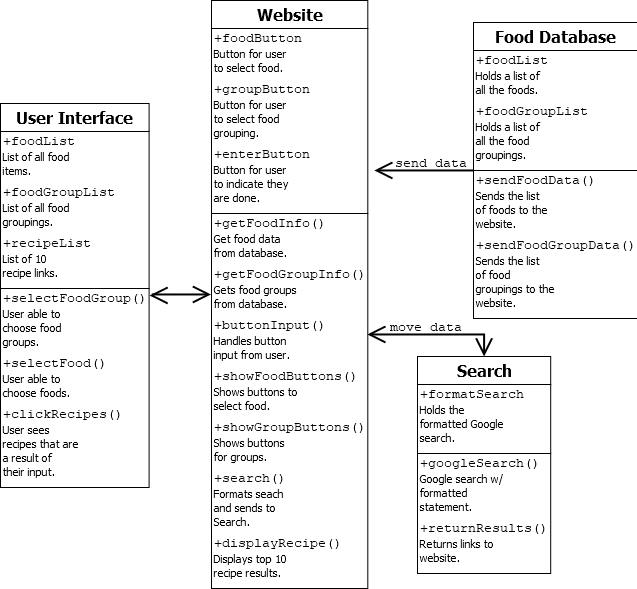 User Interface
+foodList
List of all food
items.
+foodGroupList
List of all food
groupings.
+recipeList
List of 10
recipe links.
+selectFoodGroup()
User able to
choose food
groups.
+selectFood()
User able to
choose foods.
+clickRecipes()
User sees
recipes that are
a result of
their input.
Website
+foodButton
Button for user
to select food.
+groupButton
Button for user
to select food
grouping.
+enterButton
Button for user
to indicate they
are done.
+getFoodInfo()
Get food data
from database.
+getFoodGroupInfo()
Gets food groups
from database.
+buttonInput()
Handles button
input from user.
+showFoodButtons()
Shows buttons to
select food.
+showGroupButtons()
Shows buttons
for groups.
+search()
Formats seach
and sends to
Search.
+displayRecipe()
Displays top 10
recipe results.
send data
move data
Food Database
+foodList
Holds a list of
all the foods.
+foodGroupList
Holds a list of
all the food
groupings.
+sendFoodData()
Sends the list
of foods to the
website.
+sendFoodGroupData()
Sends the list
of food
groupings to the
website.
Search
+formatSearch
Holds the
formatted Google
search.
+googleSearch()
Google search w/
formatted
statement.
+returnResults()
Returns links to
website.